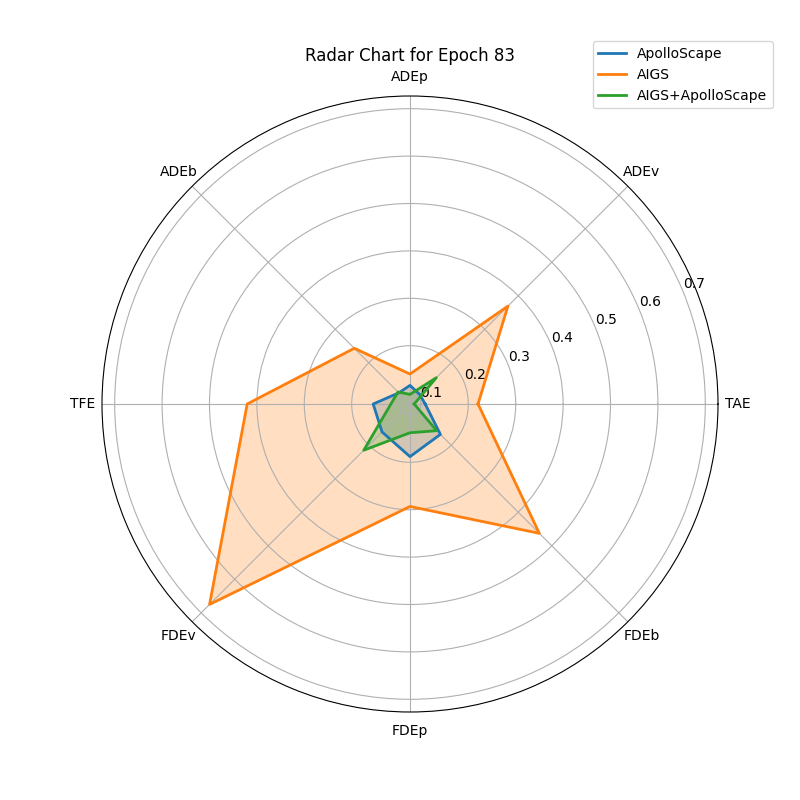 Radar Chart for Epoch 83
ApolloScape
AIGS
AIGS+ApolloScape
ADEp
ADEb
ADEv
0.7
0.6
0.5
0.4
0.3
0.2
0.1
TFE
TAE
FDEv
FDEb
FDEp